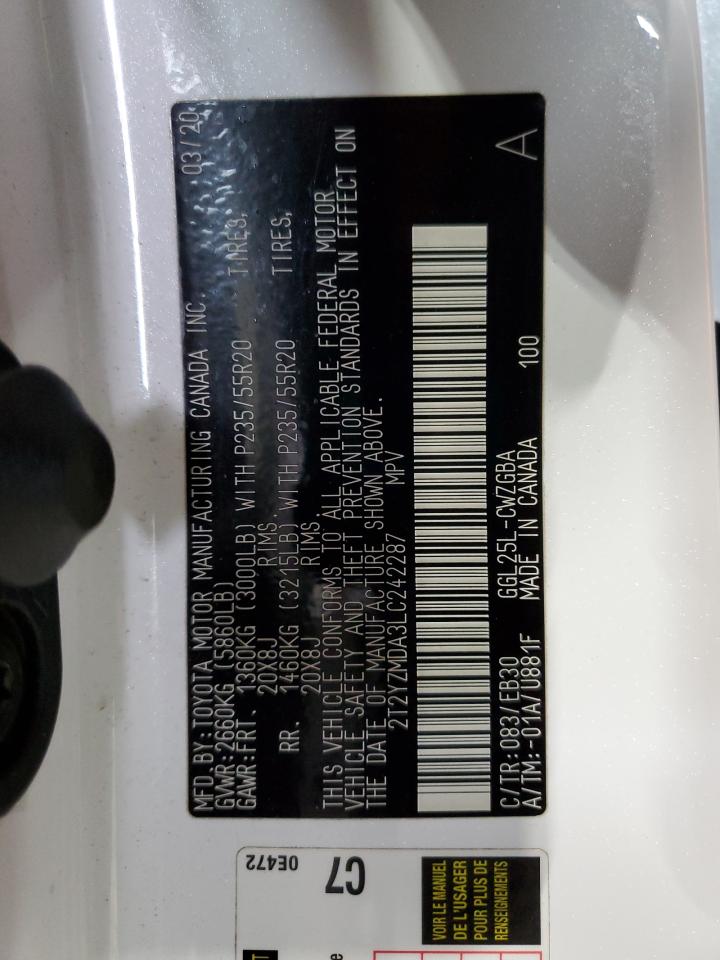 MFD. BY: TOYOTA MOTOR MANUFACTURING CANADA INC. 03/20
GVWR: 2660KG (5860LB)
GAWR: FRT. 1360KG (3000LB) WITH P235/55R20 TIRES,
20X8J RIMS.
RR. 1460KG (3215LB) WITH P235/55R20 TIRES,
20X8J RIMS.
THIS VEHICLE CONFORMS TO ALL APPLICABLE FEDERAL MOTOR
VEHICLE SAFETY AND THEFT PREVENTION STANDARDS IN EFFECT ON
THE DATE OF MANUFACTURE SHOWN ABOVE.
2T2YZMDA3LC242287 MPV
A
C/TR: 083/EB30 GGL25L-CWZGBA 100
A/TM: -01A/U881F MADE IN CANADA
0E472
C7
VOIR LE MANUEL
DE L'USAGER
POUR PLUS DE
RENSEIGNEMENTS